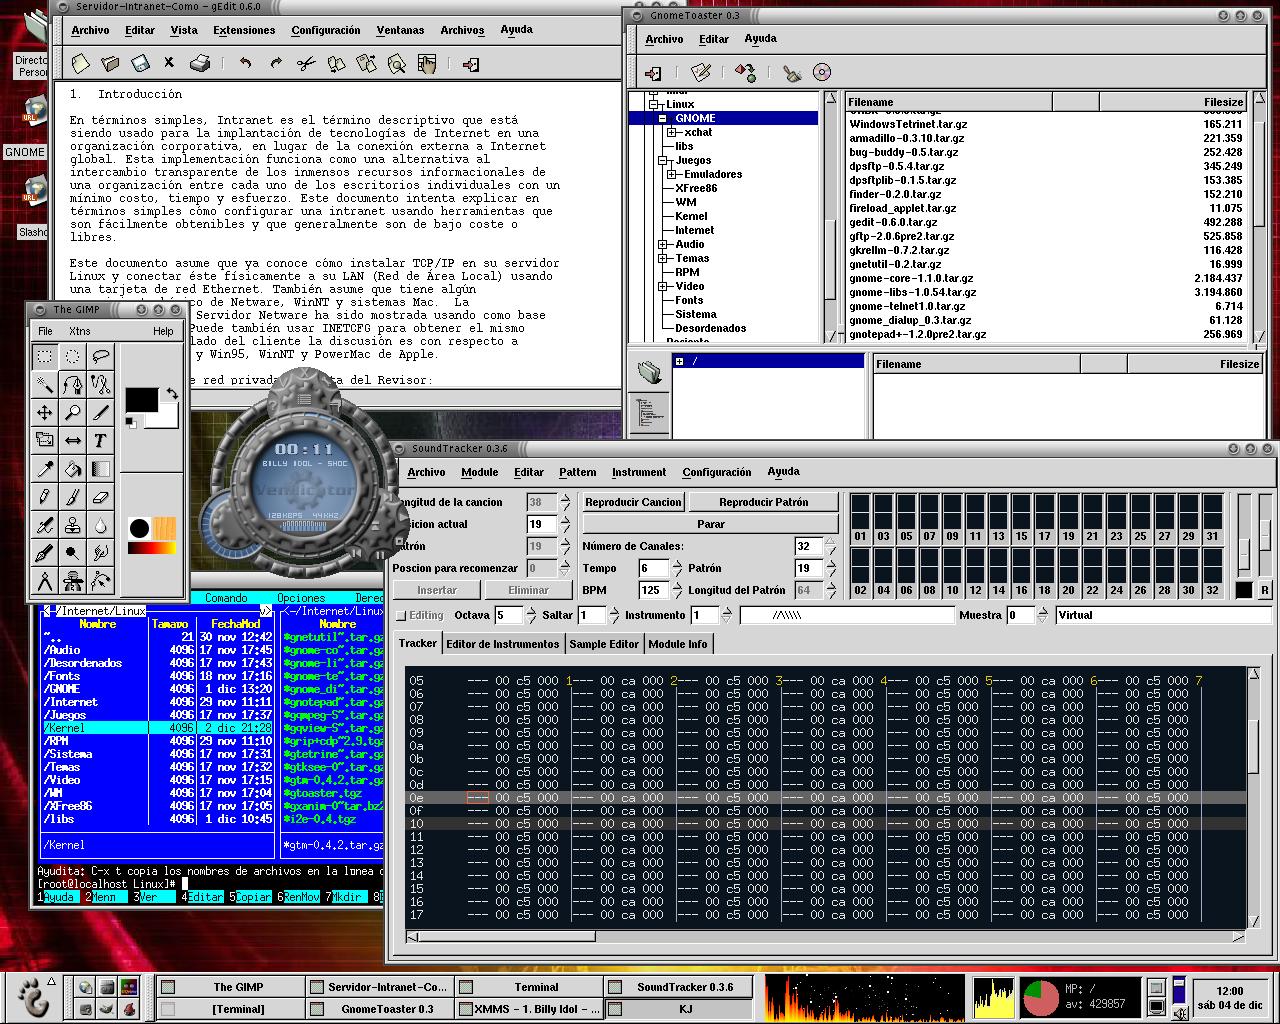 Servidor-Intranet-Como - gEdit 0.6.0
Archivo Editar Vista Extensiones Configuración Ventanas Archivos Ayuda
1. Introducción
En términos simples, Intranet es el término descriptivo que está
siendo usado para la implantación de tecnologías de Internet en una
organización corporativa, en lugar de la conexión externa a Internet
global. Esta implementación funciona como una alternativa al
intercambio transparente de los inmensos recursos informacionales de
una organización entre cada uno de los escritorios individuales con un
mínimo costo, tiempo y esfuerzo. Este documento intenta explicar en
términos simples cómo configurar una intranet usando herramientas que
son fácilmente obtenibles y que generalmente son de bajo coste o
libres.
Este documento asume que ya conoce cómo instalar TCP/IP en su servidor
Linux y conectar éste físicamente a su LAN (Red de Área Local) usando
una tarjeta de red Ethernet. También asume que tiene algún
co de Netware, WinNT y sistemas Mac. La
Servidor Netware ha sido mostrada usando como base
Puede también usar INETCFG para obtener el mismo
lado del cliente la discusión es con respecto a
y Win95, WinNT y PowerMac de Apple.
e red privada
ta del Revisor:
Directo
Person
GNOME
Slasho
GnomeToaster 0.3
Archivo Editar Ayuda
Linux
GNOME
xchat
libs
Juegos
Emuladores
XFree86
WM
Kernel
Internet
Audio
Temas
RPM
Video
Fonts
Sistema
Desordenados
Filename Filesize
WindowsTetrinet.tar.gz 165.211
armadillo-0.3.10.tar.gz 221.359
bug-buddy-0.5.tar.gz 252.428
dpsftp-0.5.4.tar.gz 345.249
dpsftplib-0.1.5.tar.gz 153.385
finder-0.2.0.tar.gz 152.210
fireload_applet.tar.gz 11.075
gedit-0.6.0.tar.gz 492.288
gftp-2.0.6pre2.tar.gz 525.858
gkrellm-0.7.2.tar.gz 116.428
gnetutil-0.2.tar.gz 16.999
gnome-core-1.1.0.tar.gz 2.184.437
gnome-libs-1.0.54.tar.gz 3.194.860
gnome-telnet1.0.tar.gz 6.714
gnome_dialup_0.3.tar.gz 61.128
gnotepad+-1.2.0pre2.tar.gz 256.969
/
Filename Filesize
The GIMP
File Xtns Help
00:11
BILLY IDOL - SHOC
128KBPS 44KHZ
SoundTracker 0.3.6
Archivo Module Editar Pattern Instrument Configuración Ayuda
ongitud de la cancion 38
osicion actual 19
atrón 19
Poscion para recomenzar 0
Insertar Eliminar
Reproducir Cancion Reproducir Patrón
Parar
Número de Canales: 32
Tempo 6 Patrón 19
BPM 125 Longitud del Patrón 64
01 03 05 07 09 11 13 15 17 19 21 23 25 27 29 31
02 04 06 08 10 12 14 16 18 20 22 24 26 28 30 32
R
Editing Octava 5 Saltar 1 Instrumento 1 //\\\\\ Muestra 0 Virtual
Tracker Editor de Instrumentos Sample Editor Module Info
05 --- 00 c5 000 1--- 00 ca 000 2--- 00 c5 000 3--- 00 ca 000 4--- 00 c5 000 5--- 00 ca 000 6--- 00 c5 000 7
06 --- 00 c5 000 --- 00 ca 000 --- 00 c5 000 --- 00 ca 000 --- 00 c5 000 --- 00 ca 000 --- 00 c5 000
07 --- 00 c5 000 --- 00 ca 000 --- 00 c5 000 --- 00 ca 000 --- 00 c5 000 --- 00 ca 000 --- 00 c5 000
08 --- 00 c5 000 --- 00 ca 000 --- 00 c5 000 --- 00 ca 000 --- 00 c5 000 --- 00 ca 000 --- 00 c5 000
09 --- 00 c5 000 --- 00 ca 000 --- 00 c5 000 --- 00 ca 000 --- 00 c5 000 --- 00 ca 000 --- 00 c5 000
0a --- 00 c5 000 --- 00 ca 000 --- 00 c5 000 --- 00 ca 000 --- 00 c5 000 --- 00 ca 000 --- 00 c5 000
0b --- 00 c5 000 --- 00 ca 000 --- 00 c5 000 --- 00 ca 000 --- 00 c5 000 --- 00 ca 000 --- 00 c5 000
0c --- 00 c5 000 --- 00 ca 000 --- 00 c5 000 --- 00 ca 000 --- 00 c5 000 --- 00 ca 000 --- 00 c5 000
0d --- 00 c5 000 --- 00 ca 000 --- 00 c5 000 --- 00 ca 000 --- 00 c5 000 --- 00 ca 000 --- 00 c5 000
0e --- 00 c5 000 --- 00 ca 000 --- 00 c5 000 --- 00 ca 000 --- 00 c5 000 --- 00 ca 000 --- 00 c5 000
0f --- 00 c5 000 --- 00 ca 000 --- 00 c5 000 --- 00 ca 000 --- 00 c5 000 --- 00 ca 000 --- 00 c5 000
10 --- 00 c5 000 --- 00 ca 000 --- 00 c5 000 --- 00 ca 000 --- 00 c5 000 --- 00 ca 000 --- 00 c5 000
11 --- 00 c5 000 --- 00 ca 000 --- 00 c5 000 --- 00 ca 000 --- 00 c5 000 --- 00 ca 000 --- 00 c5 000
12 --- 00 c5 000 --- 00 ca 000 --- 00 c5 000 --- 00 ca 000 --- 00 c5 000 --- 00 ca 000 --- 00 c5 000
13 --- 00 c5 000 --- 00 ca 000 --- 00 c5 000 --- 00 ca 000 --- 00 c5 000 --- 00 ca 000 --- 00 c5 000
14 --- 00 c5 000 --- 00 ca 000 --- 00 c5 000 --- 00 ca 000 --- 00 c5 000 --- 00 ca 000 --- 00 c5 000
15 --- 00 c5 000 --- 00 ca 000 --- 00 c5 000 --- 00 ca 000 --- 00 c5 000 --- 00 ca 000 --- 00 c5 000
16 --- 00 c5 000 --- 00 ca 000 --- 00 c5 000 --- 00 ca 000 --- 00 c5 000 --- 00 ca 000 --- 00 c5 000
17 --- 00 c5 000 --- 00 ca 000 --- 00 c5 000 --- 00 ca 000 --- 00 c5 000 --- 00 ca 000 --- 00 c5 000
Comando Opciones Derec
/Internet/Linux v> <-/Internet/Linux
Nombre Tamano FechaMod Nombre
~.. 21 30 nov 12:42 *gnetutil~.tar.gz
/Audio 4096 17 nov 17:45 *gnome-co~.tar.gz
/Desordenados 4096 17 nov 17:43 *gnome-li~.tar.gz
/Fonts 4096 18 nov 17:16 *gnome-te~.tar.gz
/GNOME 4096 1 dic 13:20 *gnome_di~.tar.gz
/Internet 4096 29 nov 11:11 *gnotepad~.tar.gz
/Juegos 4096 17 nov 17:37 *gqmpeg-5~.tar.gz
/Kernel 4096 2 dic 21:28 *gqview-5~.tar.gz
/RPM 4096 29 nov 11:10 *grip+cdp~2.9.tgz
/Sistema 4096 17 nov 17:31 *gtetrine~.tar.gz
/Temas 4096 17 nov 17:32 *gtksee-0~.tar.gz
/Video 4096 17 nov 17:15 *gtm-0.4.2.tar.gz
/WM 4096 17 nov 17:04 *gtoaster.tgz
/XFree86 4096 17 nov 17:05 *gxanim-0~tar.bz2
/libs 4096 1 dic 10:45 *i2e-0.4.tgz
/Kernel *gtm-0.4.2.tar.gz
Ayudita: C-x t copia los nombres de archivos en la lunea
[root@localhost Linux]#
1Ayuda 2Menn 3Ver 4Editar 5Copiar 6RenMov 7Mkdir 8
The GIMP Servidor-Intranet-Co... Terminal SoundTracker 0.3.6
[Terminal] GnomeToaster 0.3 XMMS - 1. Billy Idol - ... KJ
MP: /
av: 429857
12:00
sáb 04 de dic